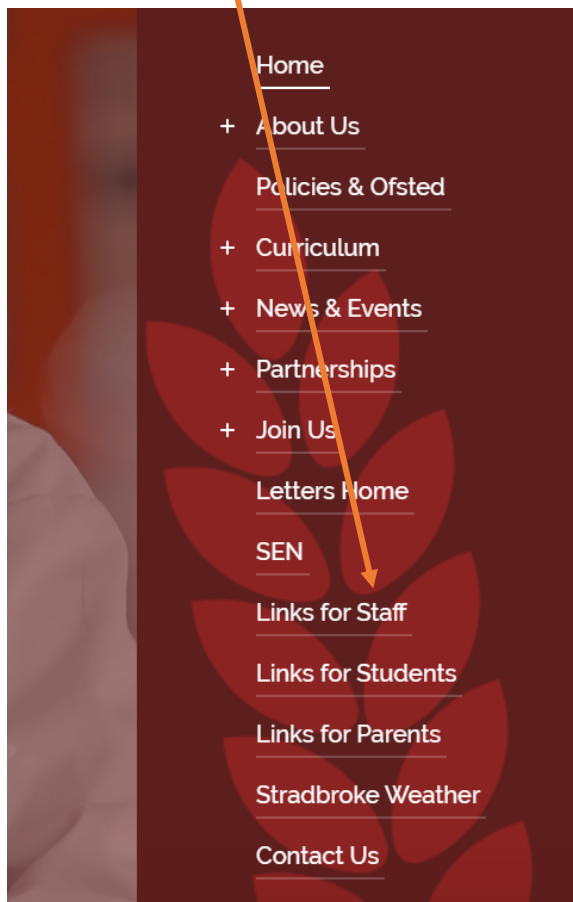 Home
+ About Us
Policies & Ofsted
+ Curriculum
+ News & Events
+ Partnerships
+ Join Us
Letters Home
SEN
Links for Staff
Links for Students
Links for Parents
Stradbroke Weather
Contact Us